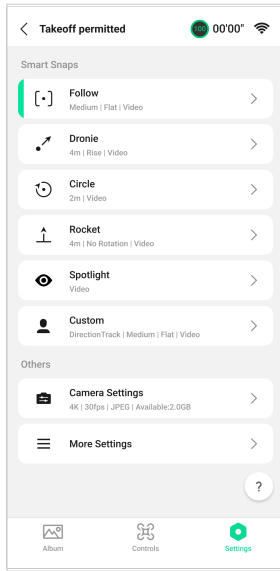 Takeoff permitted
100 00'00"
Smart Snaps
Follow
Medium | Flat | Video
Dronie
4m | Rise | Video
Circle
2m | Video
Rocket
4m | No Rotation | Video
Spotlight
Video
Custom
DirectionTrack | Medium | Flat | Video
Others
Camera Settings
4K | 30fps | JPEG | Available:2.0GB
More Settings
?
Album
Controls
Settings